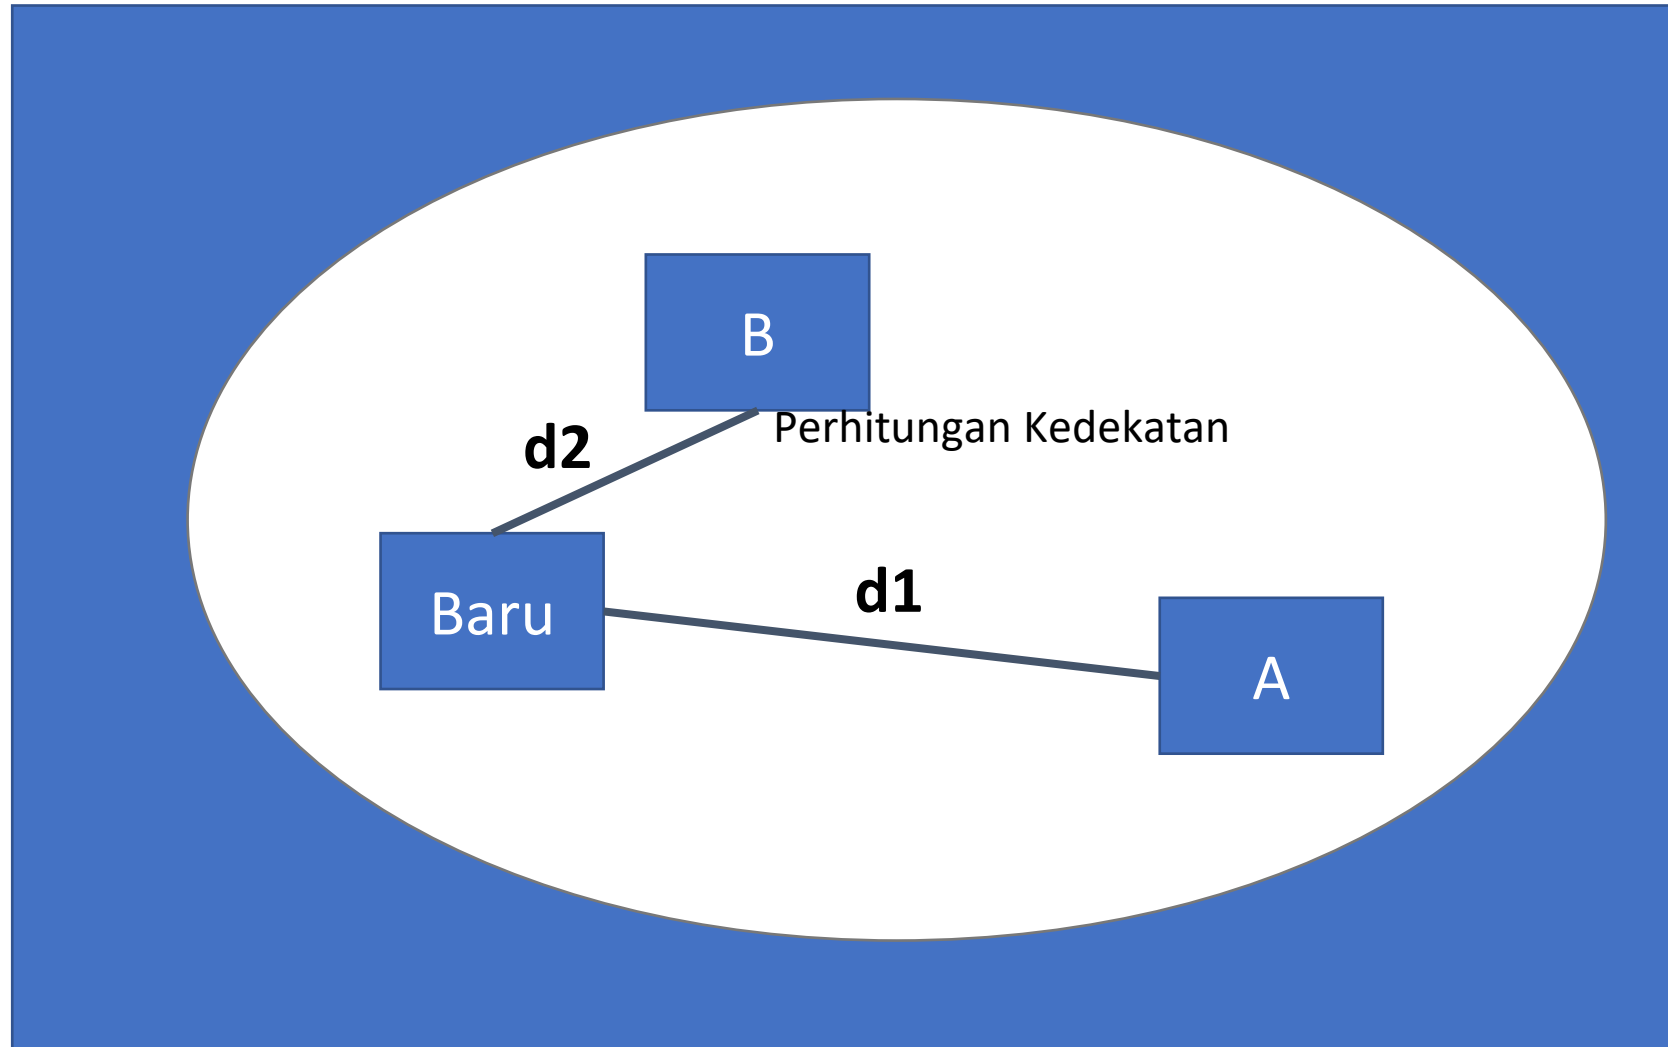 B
Perhitungan Kedekatan
d2
d1
Baru
A